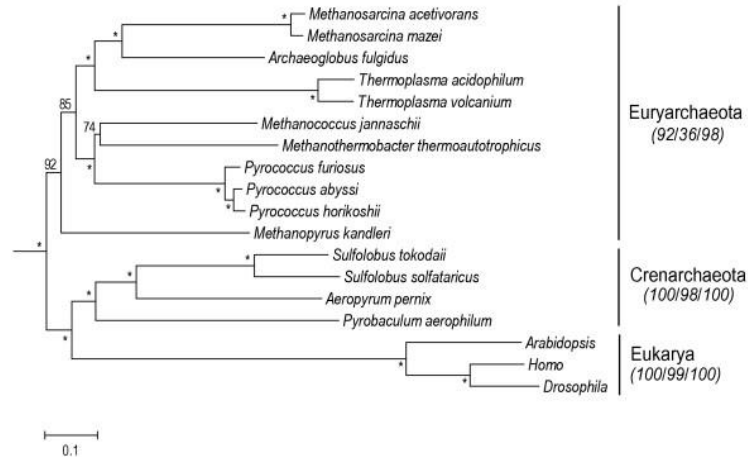 Methanosarcina acetivorans
Methanosarcina mazei
*
*
Archaeoglobus fulgidus
*
Thermoplasma acidophilum
*
Thermoplasma volcanium
85
Methanococcus jannaschii
74
Methanothermobacter thermoautotrophicus
*
Pyrococcus furiosus
92
*
Pyrococcus abyssi
*
Pyrococcus horikoshii
Methanopyrus kandleri
*
Sulfolobus tokodaii
*
Sulfolobus solfataricus
*
Aeropyrum pernix
*
Pyrobaculum aerophilum
*
Arabidopsis
*
Homo
*
Drosophila
Euryarchaeota
(92/36/98)
Crenarchaeota
(100/98/100)
Eukarya
(100/99/100)
0.1